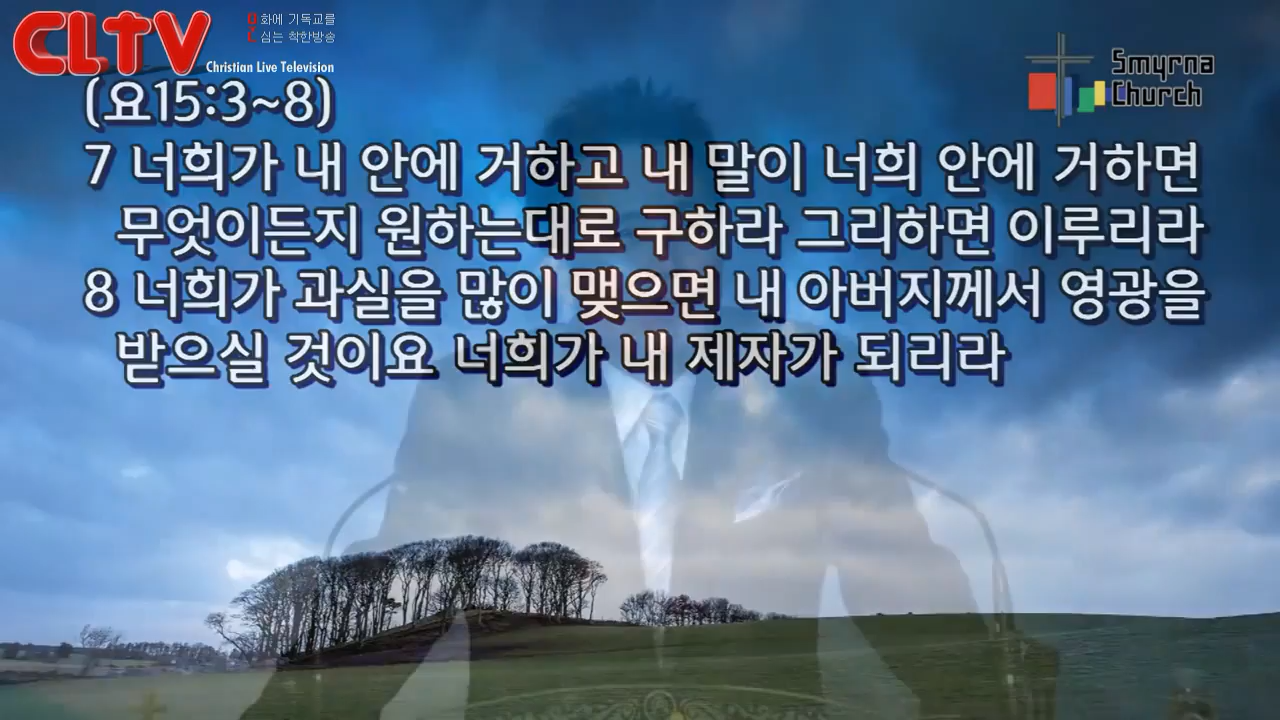 CLTV
문화에 기독교를
심는 착한방송
Christian Live Television
Smyrna
Church
(요15:3~8)
7 너희가 내 안에 거하고 내 말이 너희 안에 거하면
무엇이든지 원하는대로 구하라 그리하면 이루리라
8 너희가 과실을 많이 맺으면 내 아버지께서 영광을
받으실 것이요 너희가 내 제자가 되리라